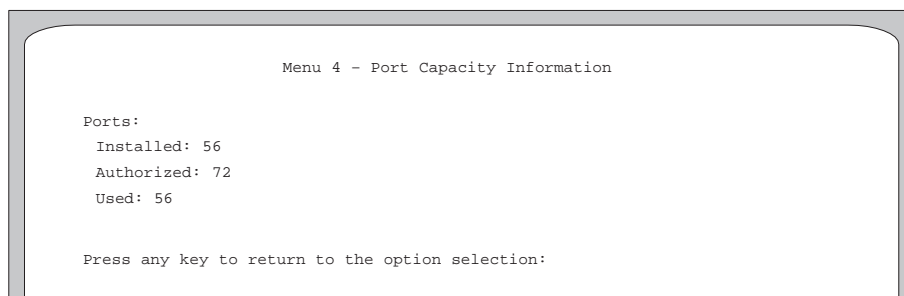 Menu 4 – Port Capacity Information
Ports:
Installed: 56
Authorized: 72
Used: 56
Press any key to return to the option selection: